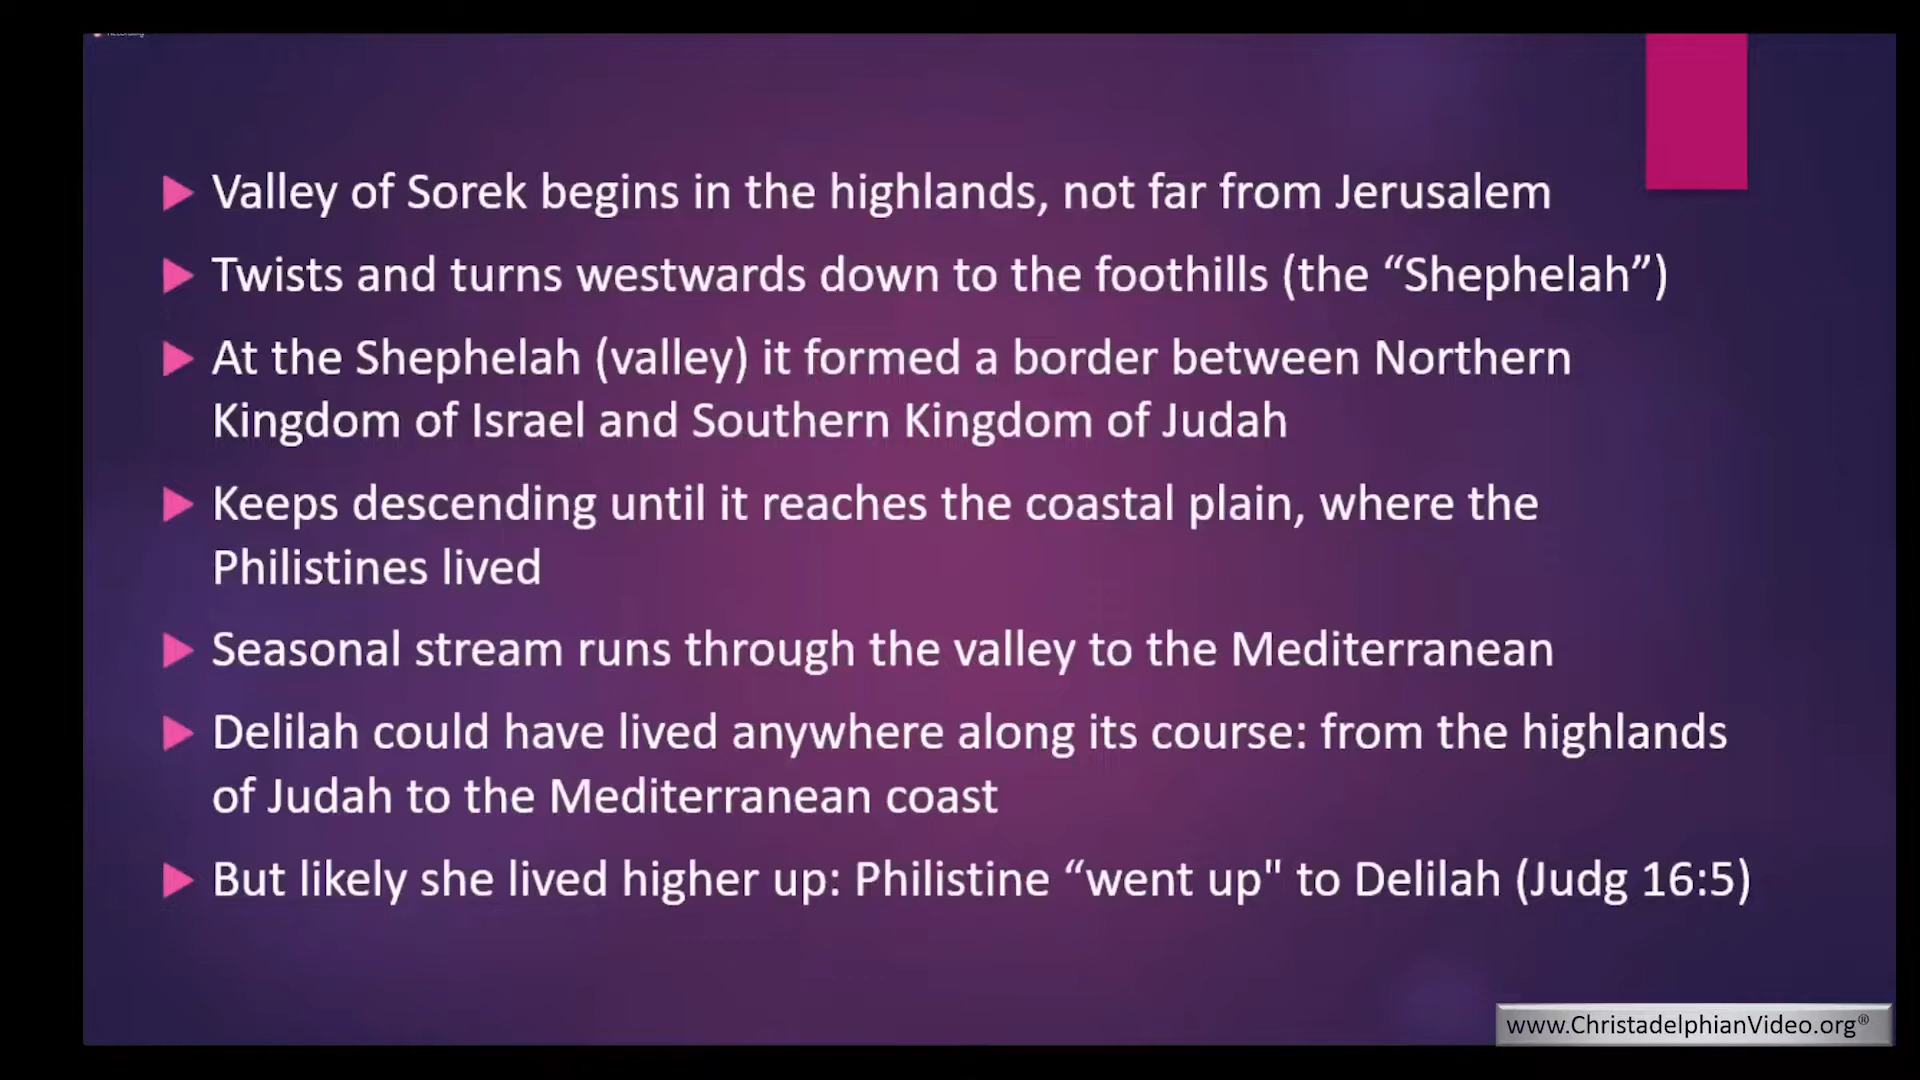 Valley of Sorek begins in the highlands, not far from Jerusalem
Twists and turns westwards down to the foothills (the “Shephelah”)
At the Shephelah (valley) it formed a border between Northern
Kingdom of Israel and Southern Kingdom of Judah
Keeps descending until it reaches the coastal plain, where the
Philistines lived
Seasonal stream runs through the valley to the Mediterranean
Delilah could have lived anywhere along its course: from the highlands
of Judah to the Mediterranean coast
But likely she lived higher up: Philistine “went up" to Delilah (Judg 16:5)
www.ChristadelphianVideo.org®